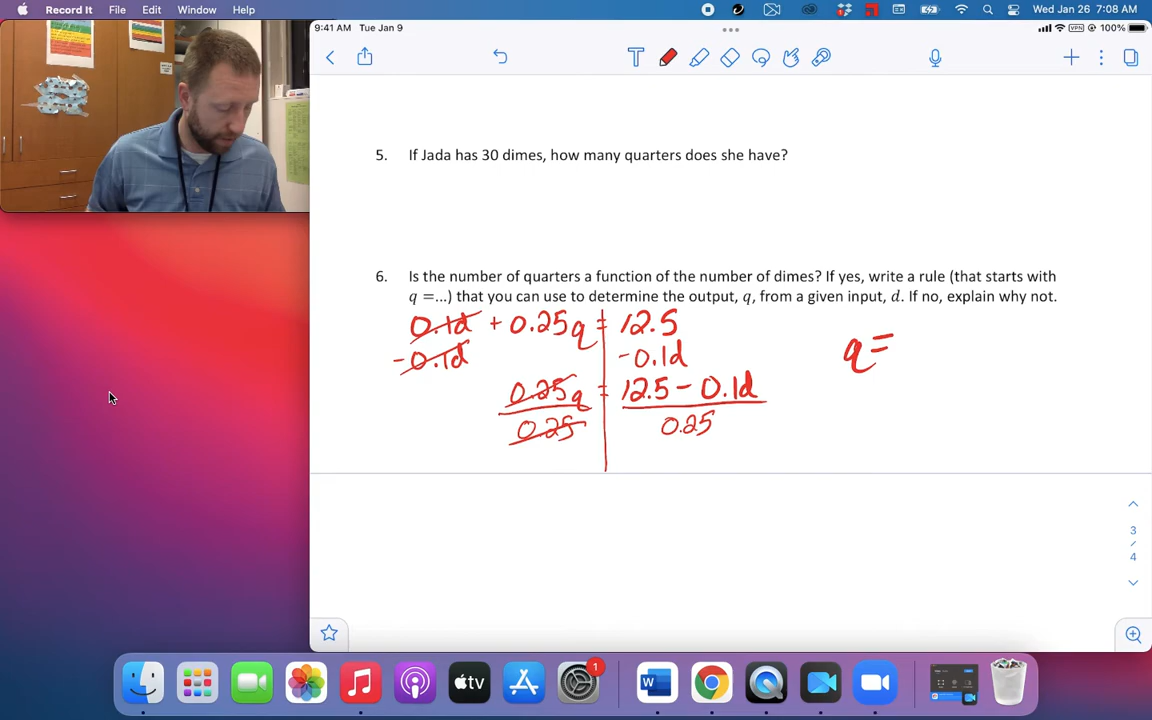 Record It File Edit Window Help
Wed Jan 26 7:08 AM
9:41 AM Tue Jan 9
VPN 100%
5. If Jada has 30 dimes, how many quarters does she have?
6. Is the number of quarters a function of the number of dimes? If yes, write a rule (that starts with
q =...) that you can use to determine the output, q, from a given input, d. If no, explain why not.
0.1d + 0.25q = 12.5
-0.1d -0.1d
q=
0.25q = 12.5 - 0.1d
0.25 0.25
3
/
4
1
tv
W